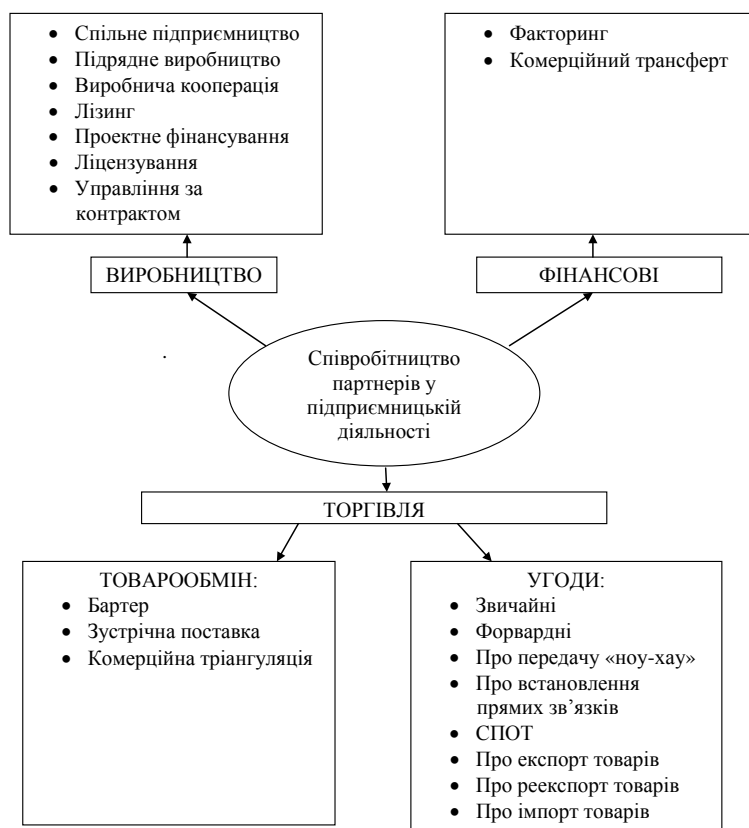 • Спільне підприємництво
• Підрядне виробництво
• Виробнича кооперація
• Лізинг
• Проектне фінансування
• Ліцензування
• Управління за
контрактом
• Факторинг
• Комерційний трансферт
ВИРОБНИЦТВО
ФІНАНСОВІ
Співробітництво
партнерів у
підприємницькій
діяльності
ТОРГІВЛЯ
ТОВАРООБМІН:
• Бартер
• Зустрічна поставка
• Комерційна тріангуляція
УГОДИ:
• Звичайні
• Форвардні
• Про передачу «ноу-хау»
• Про встановлення
прямих зв’язків
• СПОТ
• Про експорт товарів
• Про реекспорт товарів
• Про імпорт товарів